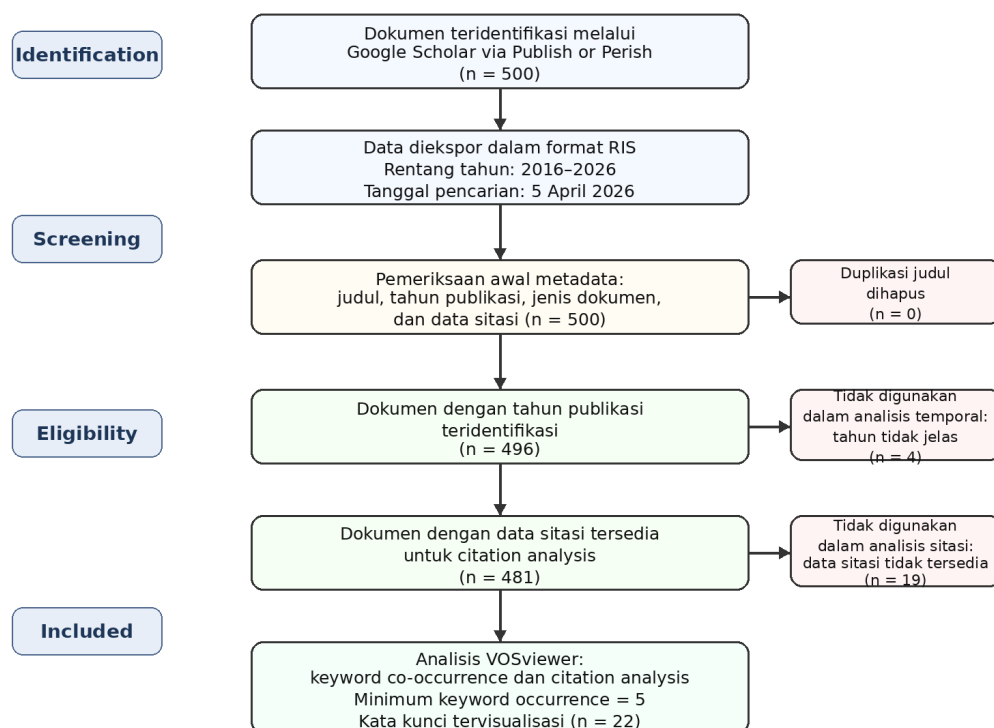 Identification
Dokumen teridentifikasi melalui
Google Scholar via Publish or Perish
(n = 500)
Data diekspor dalam format RIS
Rentang tahun: 2016–2026
Tanggal pencarian: 5 April 2026
Screening
Pemeriksaan awal metadata:
judul, tahun publikasi, jenis dokumen,
dan data sitasi (n = 500)
Duplikasi judul
dihapus
(n = 0)
Eligibility
Dokumen dengan tahun publikasi
teridentifikasi
(n = 496)
Tidak digunakan
dalam analisis temporal:
tahun tidak jelas
(n = 4)
Dokumen dengan data sitasi tersedia
untuk citation analysis
(n = 481)
Tidak digunakan
dalam analisis sitasi:
data sitasi tidak tersedia
(n = 19)
Included
Analisis VOSviewer:
keyword co-occurrence dan citation analysis
Minimum keyword occurrence = 5
Kata kunci tervisualisasi (n = 22)